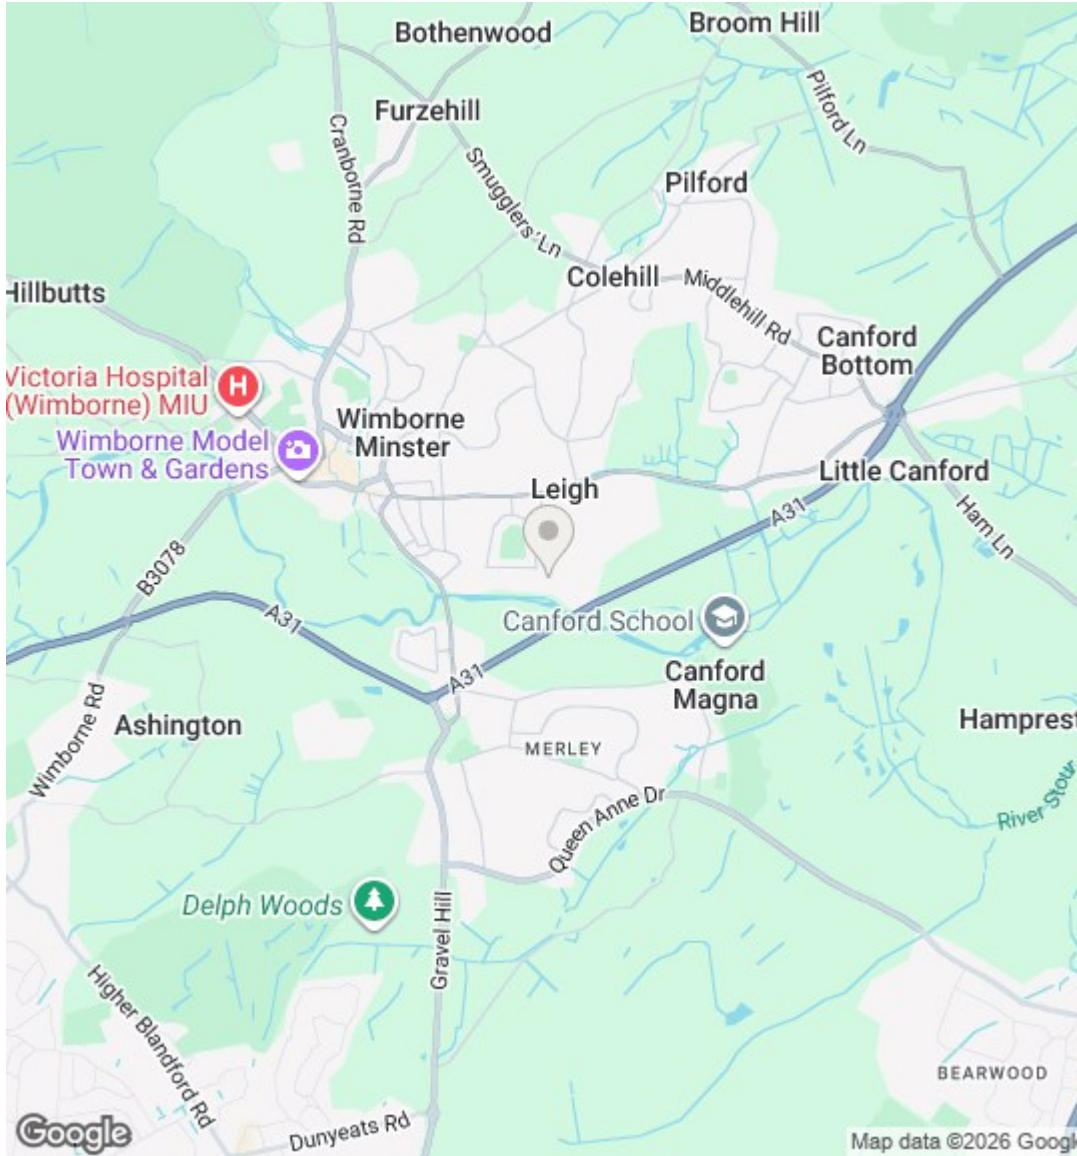 Bothenwood
Broom Hill
Furzehill
Pilford Ln
Cranborne Rd
Smugglers' Ln
Pilford
Hillbutts
Colehill
Middlehill Rd
Canford
Bottom
Victoria Hospital
(Wimborne) MIU
H
Wimborne
Minster
Wimborne Model
Town & Gardens
Leigh
Little Canford
A31
Ham Ln
B3078
A31
Canford School
A31
Canford
Magna
Wimborne Rd
Ashington
Hamprest
MERLEY
River Stou
Queen Anne Dr
Delph Woods
Gravel Hill
Higher Blandford Rd
BEARWOOD
Dunyeats Rd
Google
Map data ©2026 Google